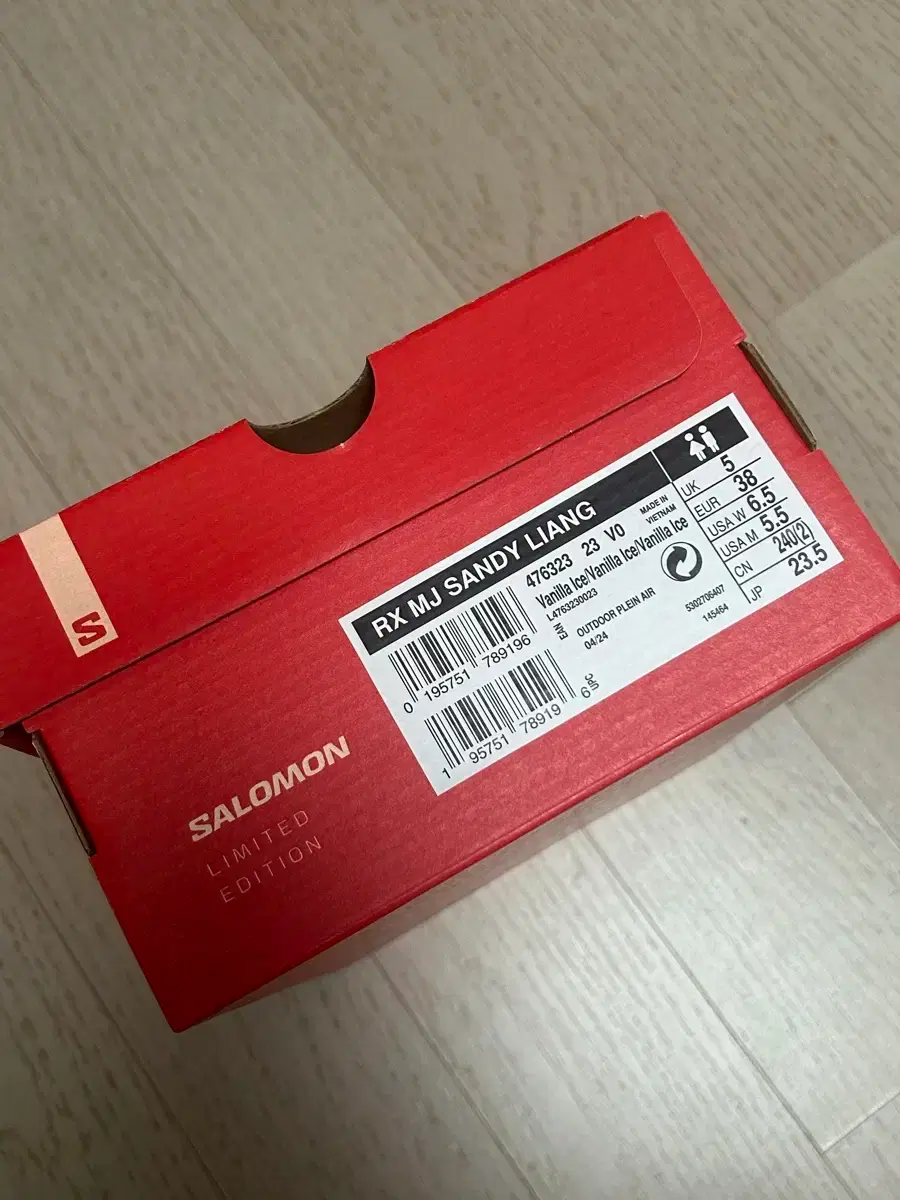 S
RX MJ SANDY LIANG
476323 23 V0
MADE IN
VIETNAM
Vanilla Ice/Vanilla Ice/Vanilla Ice
L4763230023
EAN
OUTDOOR PLEIN AIR
04/24
5302706407
145464
0 195751 789196
1 95751 78919 6
UPC
UK 5
EUR 38
USA W 6.5
USA M 5.5
CN 240(2)
JP 23.5
SALOMON
LIMITED
EDITION